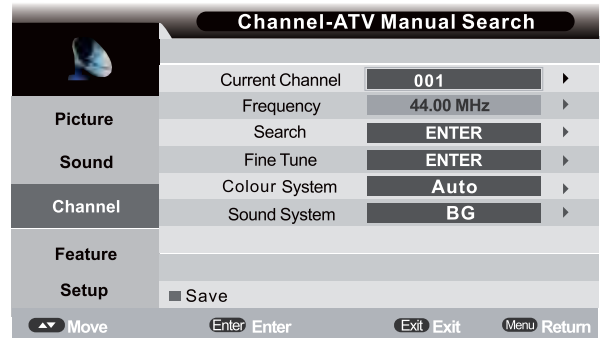 Channel-ATV Manual Search
Current Channel 001
Frequency 44.00 MHz
Picture
Search ENTER
Sound
Fine Tune ENTER
Colour System Auto
Channel
Sound System BG
Feature
Setup
Save
Move Enter Enter Exit Exit Menu Return